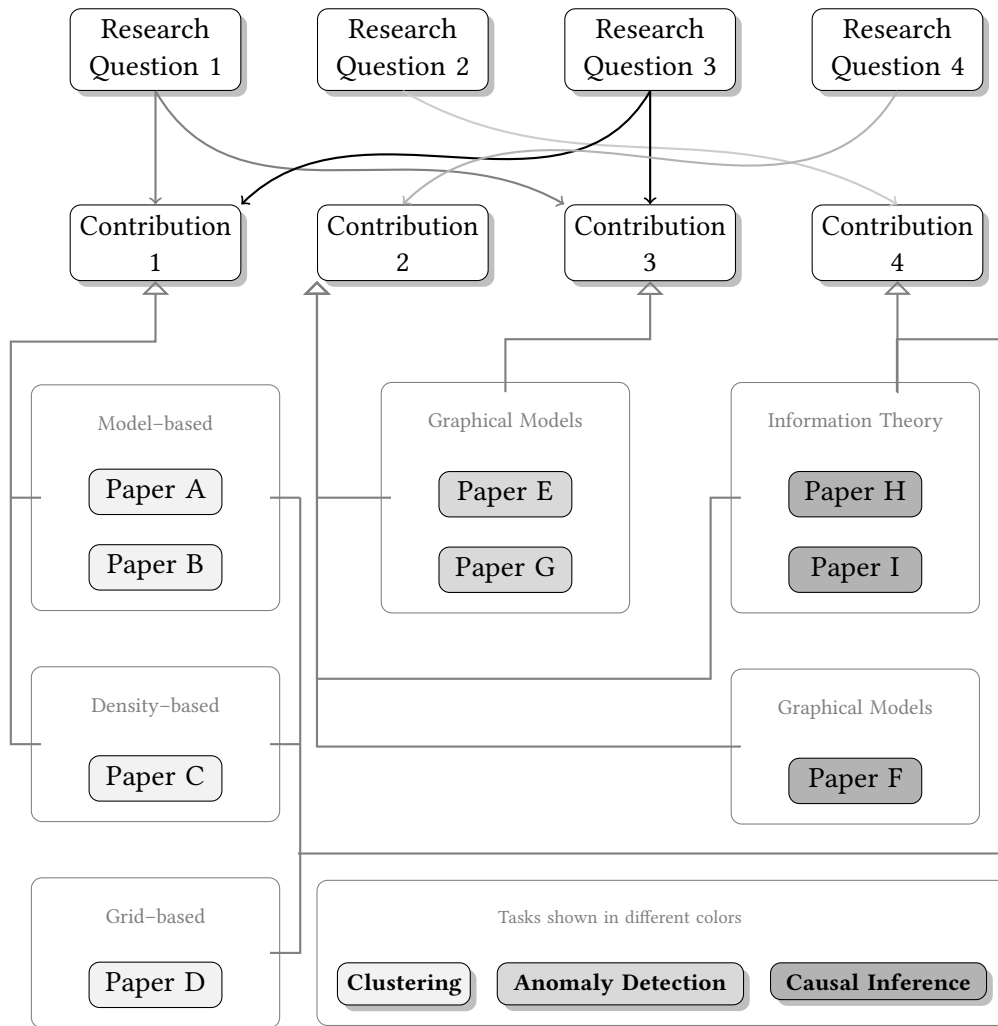 Research
Question 1
Research
Question 2
Research
Question 3
Research
Question 4
Contribution
1
Contribution
2
Contribution
3
Contribution
4
Model–based
Paper A
Paper B
Graphical Models
Paper E
Paper G
Information Theory
Paper H
Paper I
Density–based
Paper C
Graphical Models
Paper F
Grid–based
Paper D
Tasks shown in different colors
Clustering
Anomaly Detection
Causal Inference